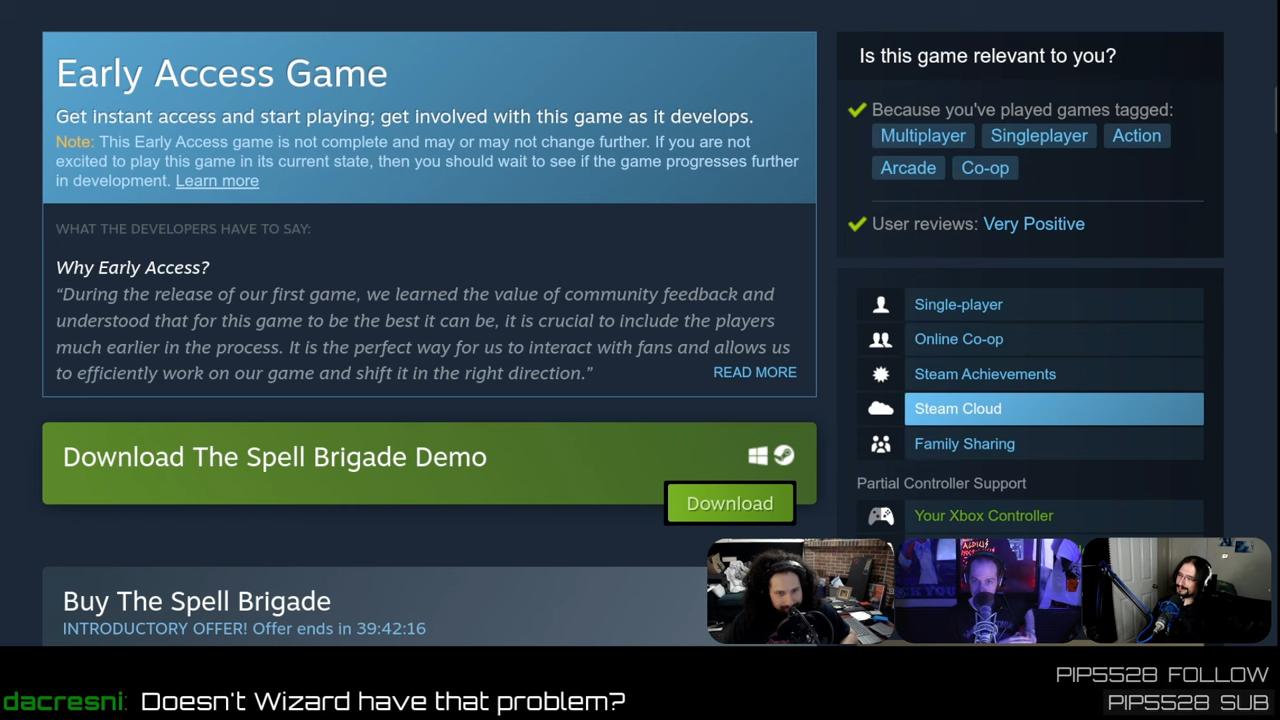 Early Access Game
Get instant access and start playing; get involved with this game as it develops.
Note: This Early Access game is not complete and may or may not change further. If you are not
excited to play this game in its current state, then you should wait to see if the game progresses further
in development. Learn more
WHAT THE DEVELOPERS HAVE TO SAY:
Why Early Access?
“During the release of our first game, we learned the value of community feedback and
understood that for this game to be the best it can be, it is crucial to include the players
much earlier in the process. It is the perfect way for us to interact with fans and allows us
to efficiently work on our game and shift it in the right direction.”
READ MORE
Download The Spell Brigade Demo
Download
Buy The Spell Brigade
INTRODUCTORY OFFER! Offer ends in 39:42:16
Is this game relevant to you?
Because you've played games tagged:
Multiplayer Singleplayer Action
Arcade Co-op
User reviews: Very Positive
Single-player
Online Co-op
Steam Achievements
Steam Cloud
Family Sharing
Partial Controller Support
Your Xbox Controller
dacresni: Doesn't Wizard have that problem?
PIP5528 FOLLOW
PIP5528 SUB